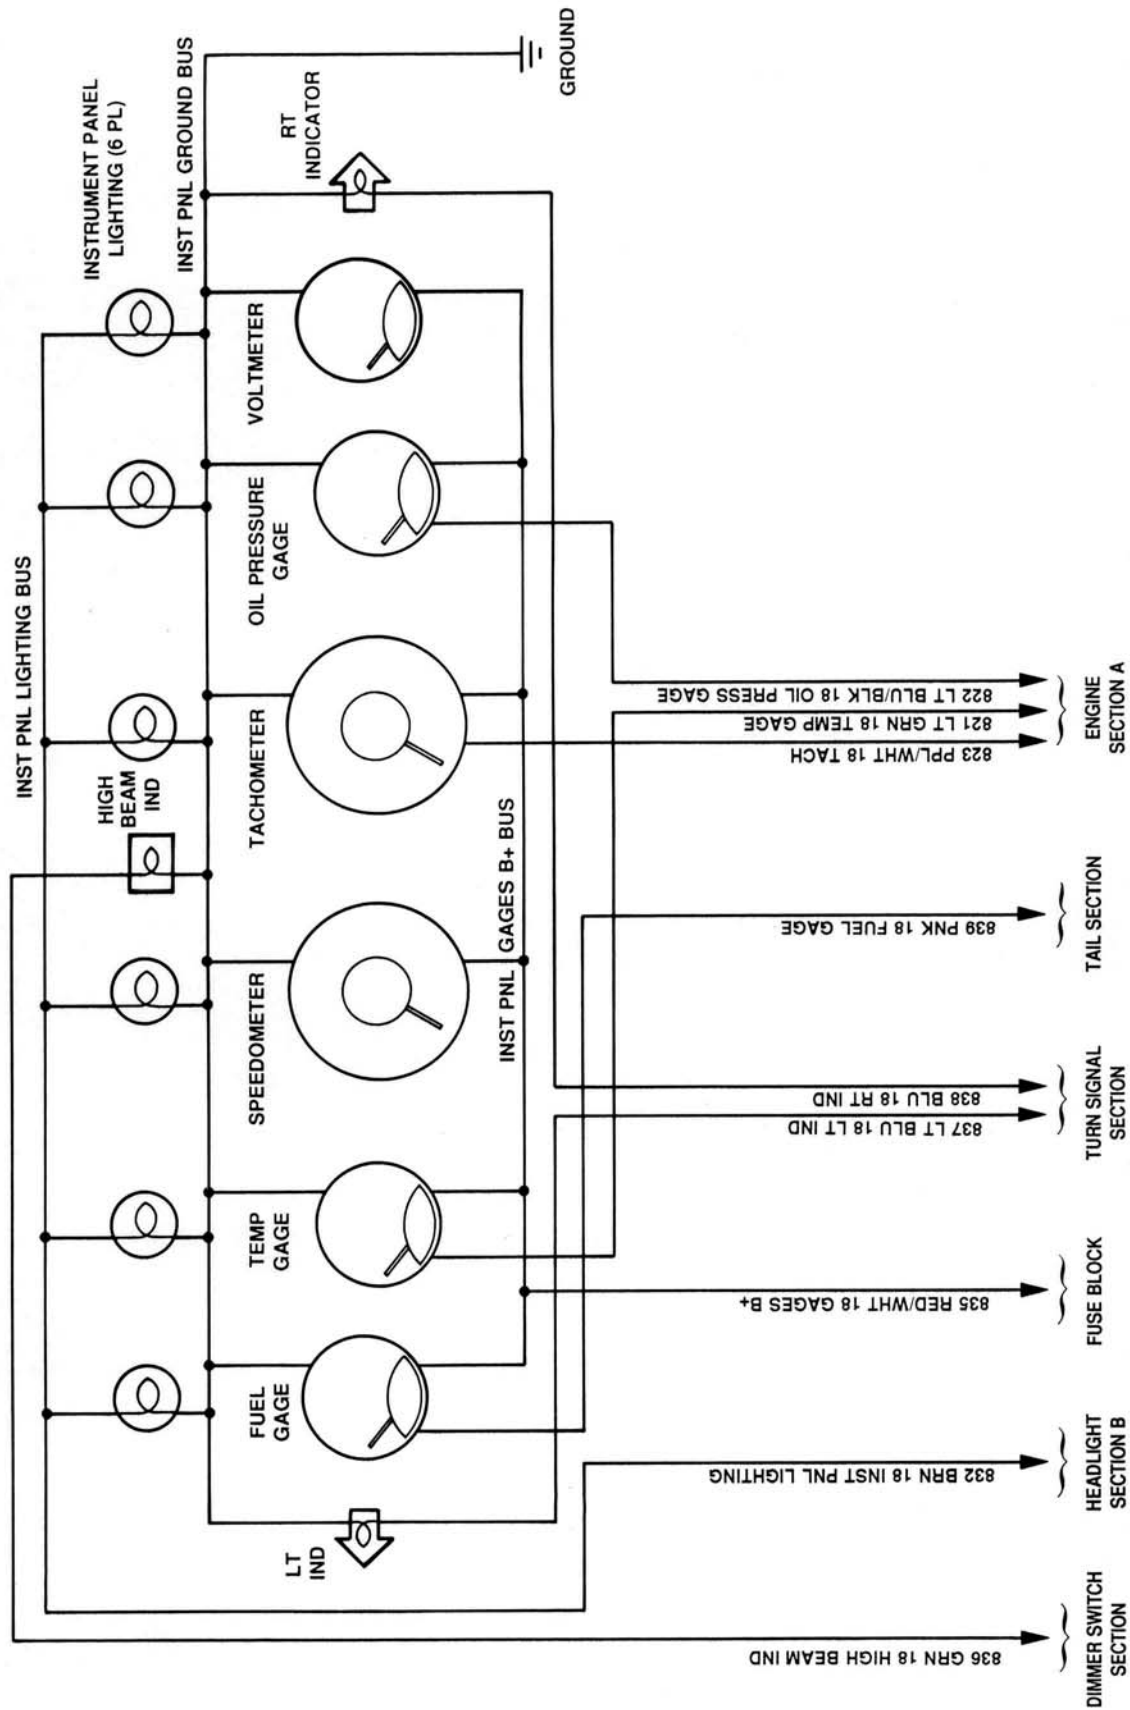 INST PNL LIGHTING BUS
INSTRUMENT PANEL
LIGHTING (6 PL)
HIGH
BEAM
IND
INST PNL GROUND BUS
LT
IND
FUEL
GAGE
TEMP
GAGE
SPEEDOMETER
TACHOMETER
OIL PRESSURE
GAGE
VOLTMETER
RT
INDICATOR
INST PNL GAGES B+ BUS
GROUND
836 GRN 18 HIGH BEAM IND
832 BRN 18 INST PNL LIGHTING
835 RED/WHT 18 GAGES B+
837 LT BLU 18 LT IND
838 BLU 18 RT IND
839 PNK 18 FUEL GAGE
823 PPL/WHT 18 TACH
821 LT GRN 18 TEMP GAGE
822 LT BLU/BLK 18 OIL PRESS GAGE
DIMMER SWITCH
SECTION
HEADLIGHT
SECTION B
FUSE BLOCK
TURN SIGNAL
SECTION
TAIL SECTION
ENGINE
SECTION A